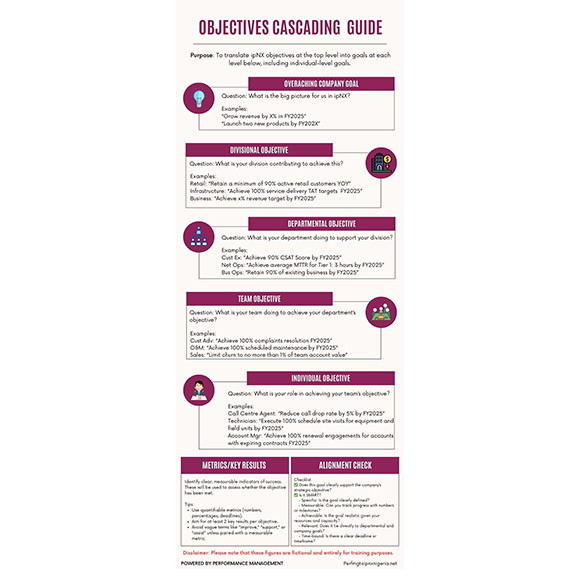 OBJECTIVES CASCADING GUIDE
Purpose: To translate ipNX objectives at the top level into goals at each
level below, including individual-level goals.
OVERACHING COMPANY GOAL
Question: What is the big picture for us in ipNX?
Examples:
"Grow revenue by X% in FY2025"
"Launch two new products by FY202X"
DIVISIONAL OBJECTIVE
Question: What is your division contributing to achieve this?
Examples:
Retail: "Retain a minimum of 90% active retail customers YOY"
Infrastructure: "Achieve 100% service delivery TAT targets FY2025"
Business: "Achieve x% revenue target by FY2025"
DEPARTMENTAL OBJECTIVE
Question: What is your department doing to support your division?
Examples:
Cust Ex: "Achieve 90% CSAT Score by FY2025"
Net Ops: "Achieve average MTTR for Tier 1: 3 hours by FY2025"
Bus Ops: "Retain 90% of existing business by FY2025"
TEAM OBJECTIVE
Question: What is your team doing to achieve your department's
objective?
Examples:
Cust Adv: "Achieve 100% complaints resolution FY2025"
O&M: "Achieve 100% scheduled maintenance by FY2025"
Sales: "Limit churn to no more than 1% of team account value"
INDIVIDUAL OBJECTIVE
Question: What is your role in achieving your team's objective?
Examples:
Call Centre Agent: "Reduce call drop rate by 5% by FY2025"
Technician: "Execute 100% schedule site visits for equipment and
field units by FY2025"
Account Mgr: "Achieve 100% renewal engagements for accounts
with expiring contracts FY2025"
METRICS/KEY RESULTS
Identify clear, measurable indicators of success.
These will be used to assess whether the objective
has been met.
Tips:
• Use quantifiable metrics (numbers,
percentages, deadlines).
• Aim for at least 2 key results per objective.
• Avoid vague terms like "improve," "support," or
"assist" unless paired with a measurable
metric.
ALIGNMENT CHECK
Checklist
✅ Does this goal clearly support the company's
strategic objective?
✅ Is it SMART?
- Specific: Is the goal clearly defined?
- Measurable: Can you track progress with numbers
or milestones?
- Achievable: Is the goal realistic given your
resources and capacity?
- Relevant: Does it tie directly to departmental and
company goals?
- Time-bound: Is there a clear deadline or
timeframe?
Disclaimer: Please note that these figures are fictional and entirely for training purposes.
POWERED BY PERFORMANCE MANAGEMENT